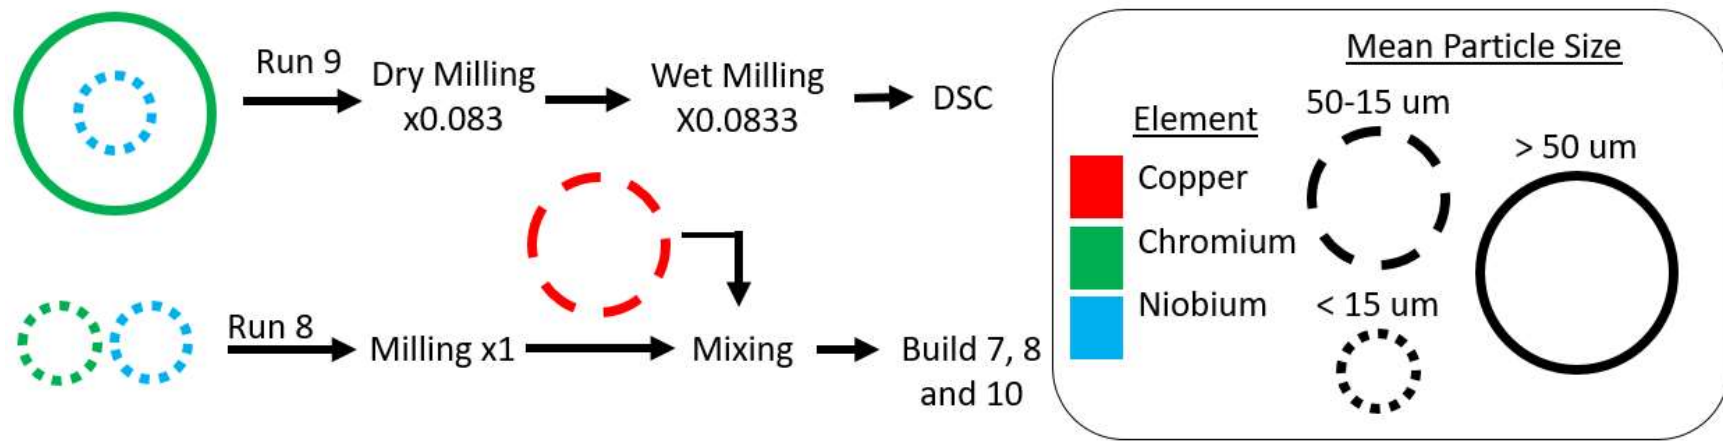 Run 9
Dry Milling
x0.083
Wet Milling
X0.0833
DSC
Run 8
Milling x1
Mixing
Build 7, 8
and 10
Mean Particle Size
Element
Copper
Chromium
Niobium
50-15 um
> 50 um
< 15 um